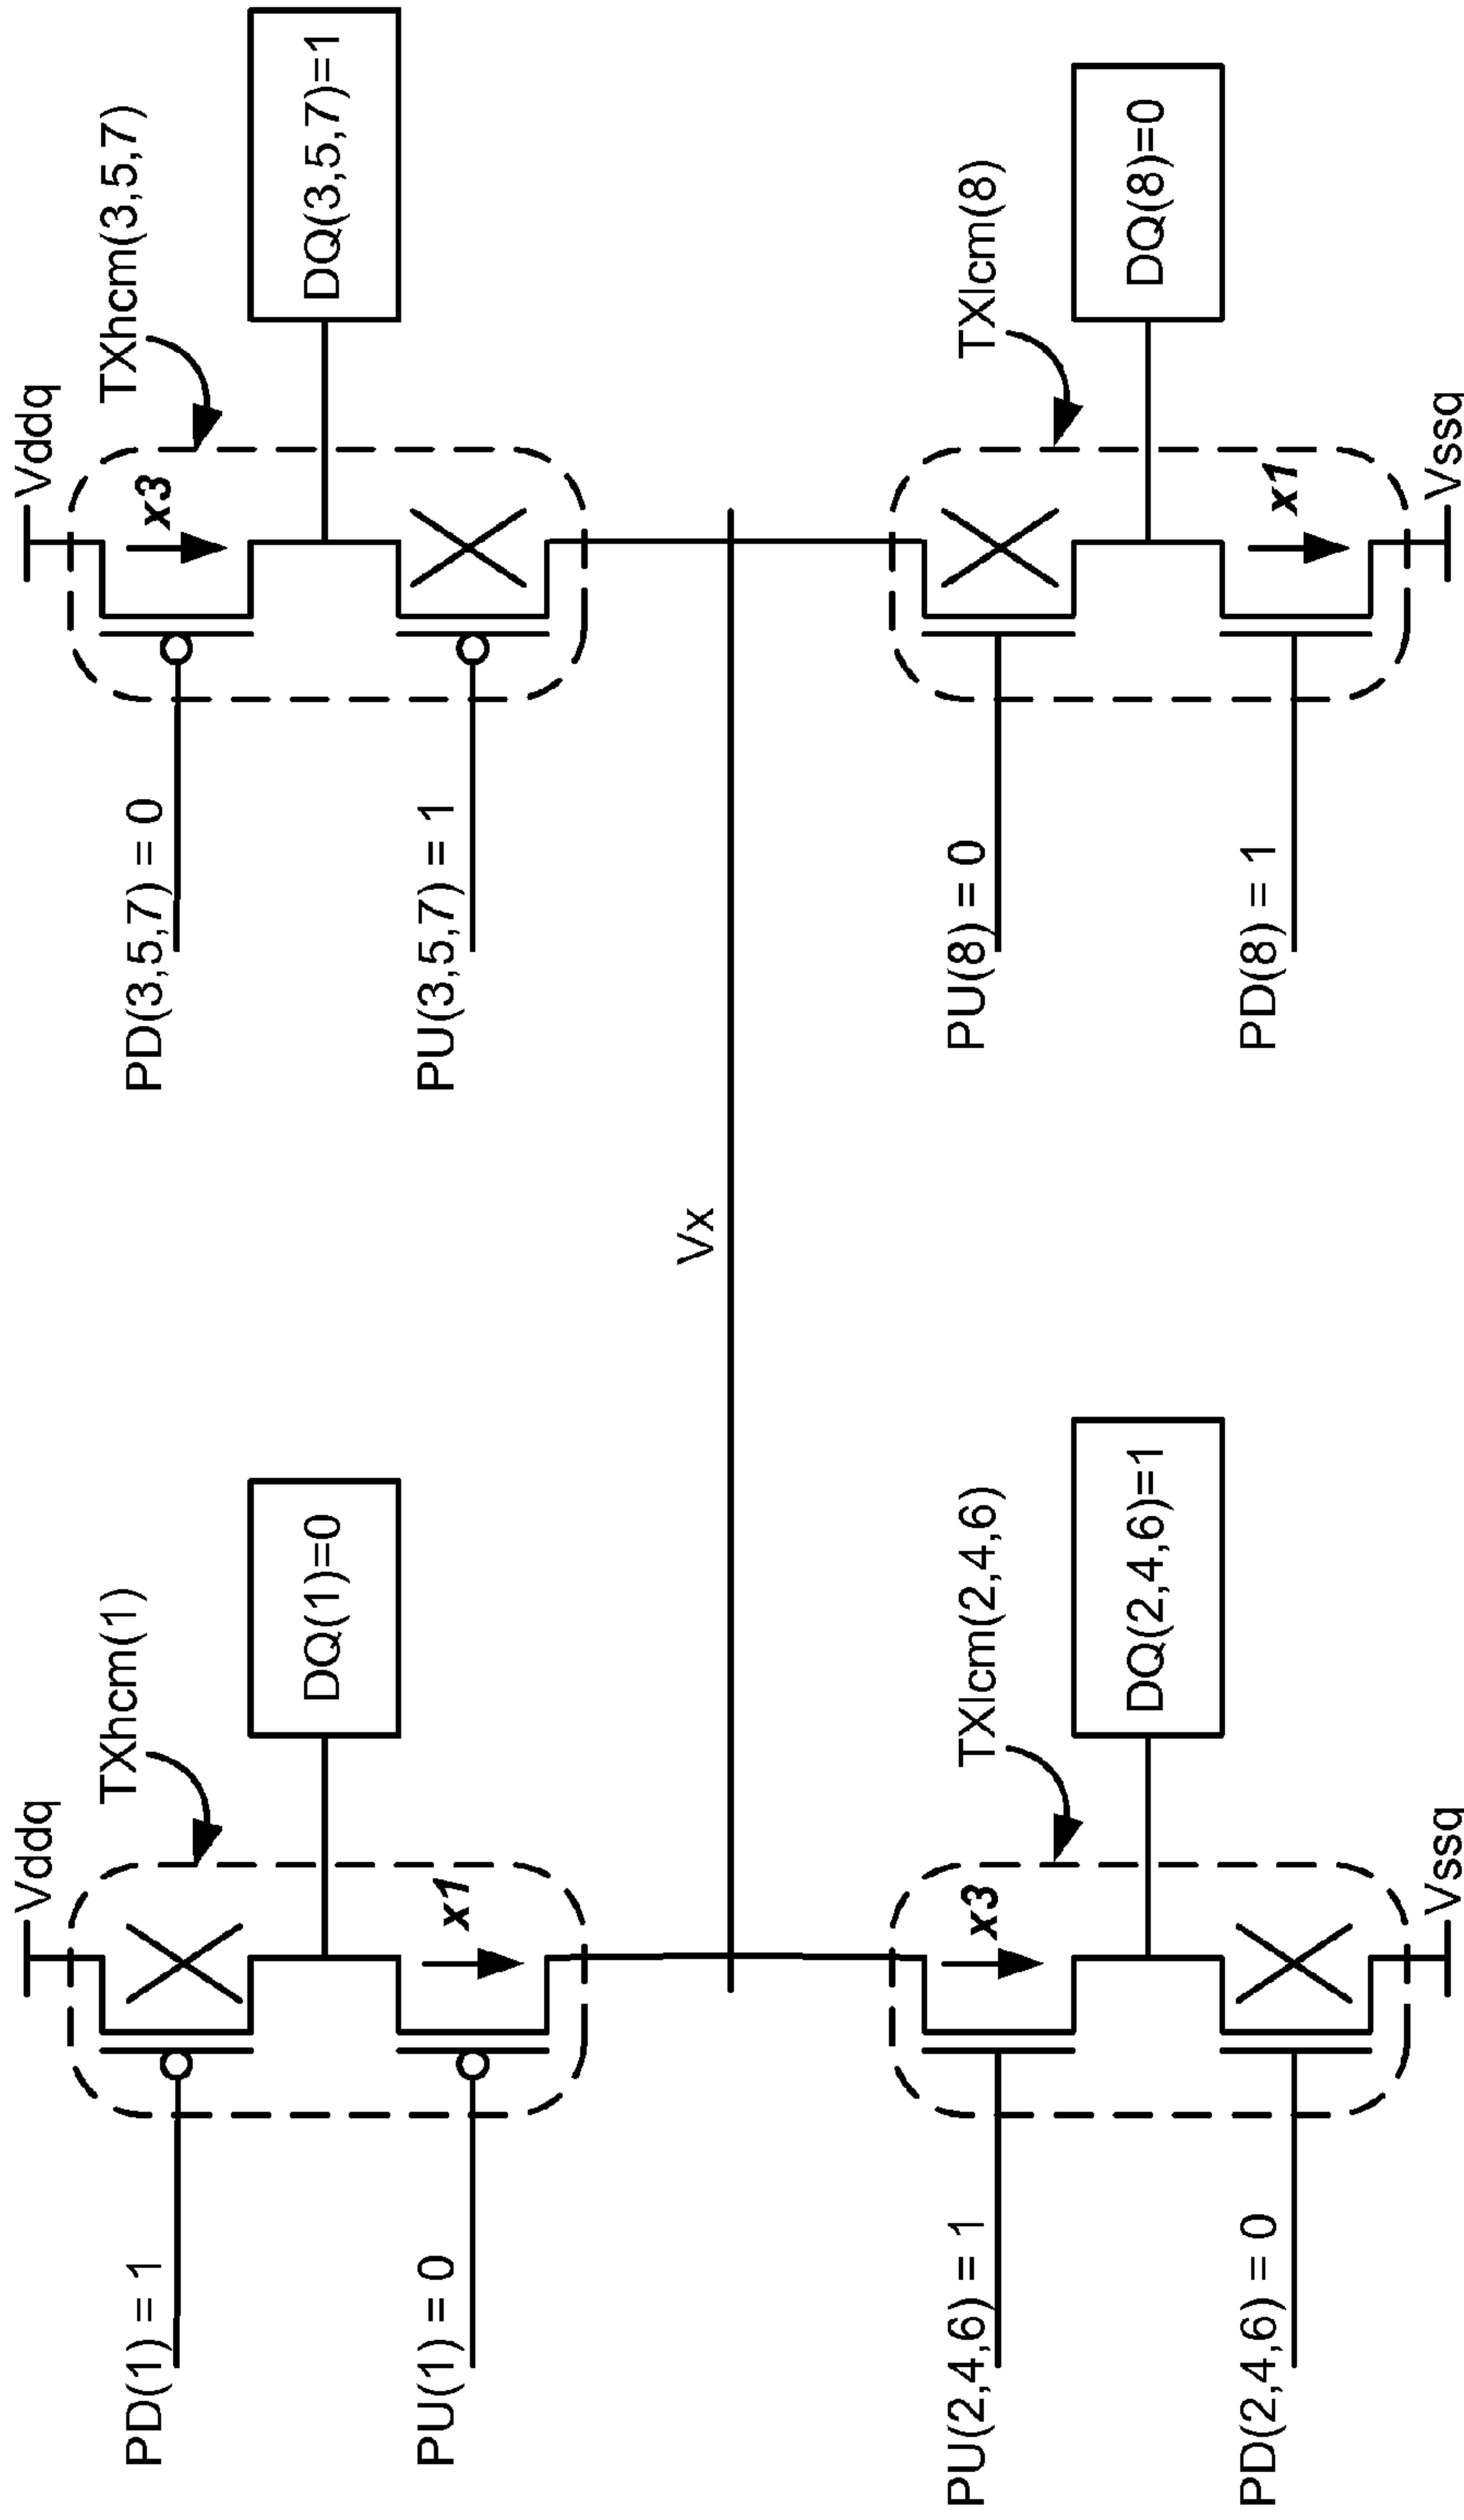 Vddq
TXhcm(1)
PD(1) = 1
DQ(1)=0
PU(1) = 0
x1
Vddq
TXhcm(3,5,7)
x3
PD(3,5,7) = 0
DQ(3,5,7)=1
PU(3,5,7) = 1
Vx
TXlcm(2,4,6)
x3
PU(2,4,6) = 1
DQ(2,4,6)=1
PD(2,4,6) = 0
Vssq
TXlcm(8)
PU(8) = 0
DQ(8)=0
PD(8) = 1
x1
Vssq